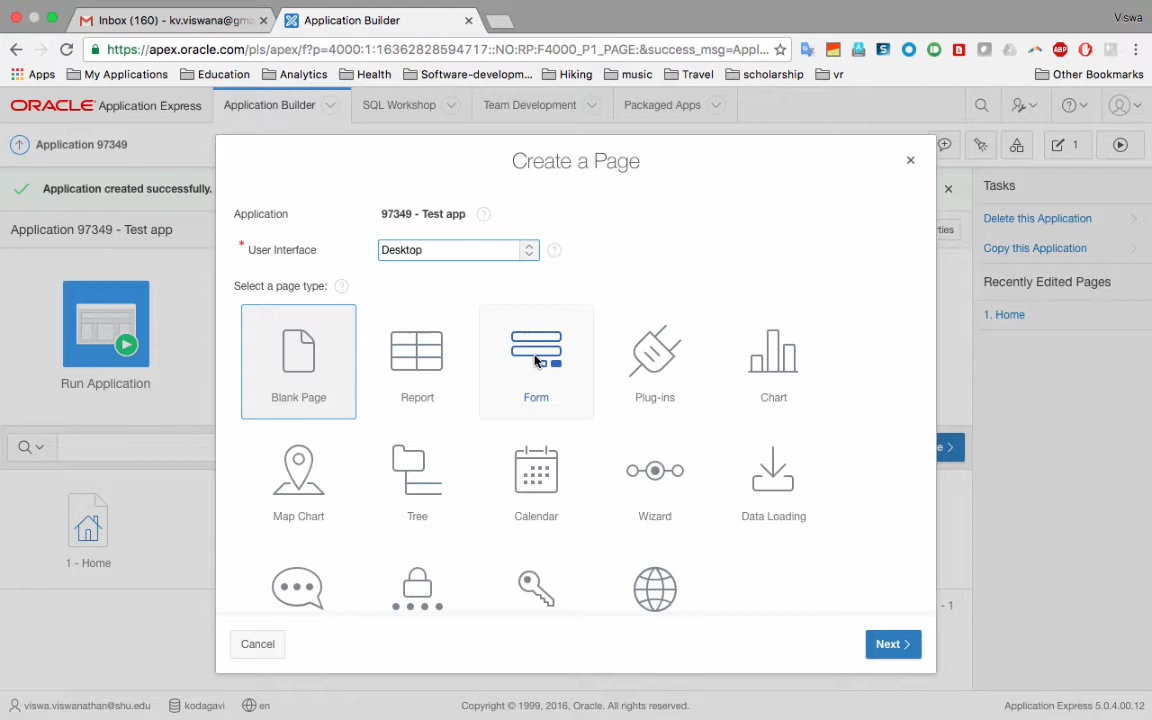 Inbox (160) - kv.viswana@gm
Application Builder
Viswa
https://apex.oracle.com/pls/apex/f?p=4000:1:16362828594717::NO:RP:F4000_P1_PAGE:&success_msg=Appl...
Apps
My Applications
Education
Analytics
Health
Software-developm...
Hiking
music
Travel
scholarship
vr
Other Bookmarks
ORACLE Application Express
Application Builder
SQL Workshop
Team Development
Packaged Apps
Application 97349
1
Create a Page
Application created successfully.
Application 97349 - Test app
Run Application
1 - Home
Application
97349 - Test app
* User Interface
Desktop
Select a page type:
Blank Page
Report
Form
Plug-ins
Chart
Map Chart
Tree
Calendar
Wizard
Data Loading
Cancel
Next
rties
e
- 1
Tasks
Delete this Application
Copy this Application
Recently Edited Pages
1. Home
viswa.viswanathan@shu.edu
kodagavi
en
Copyright © 1999, 2016, Oracle. All rights reserved.
Application Express 5.0.4.00.12